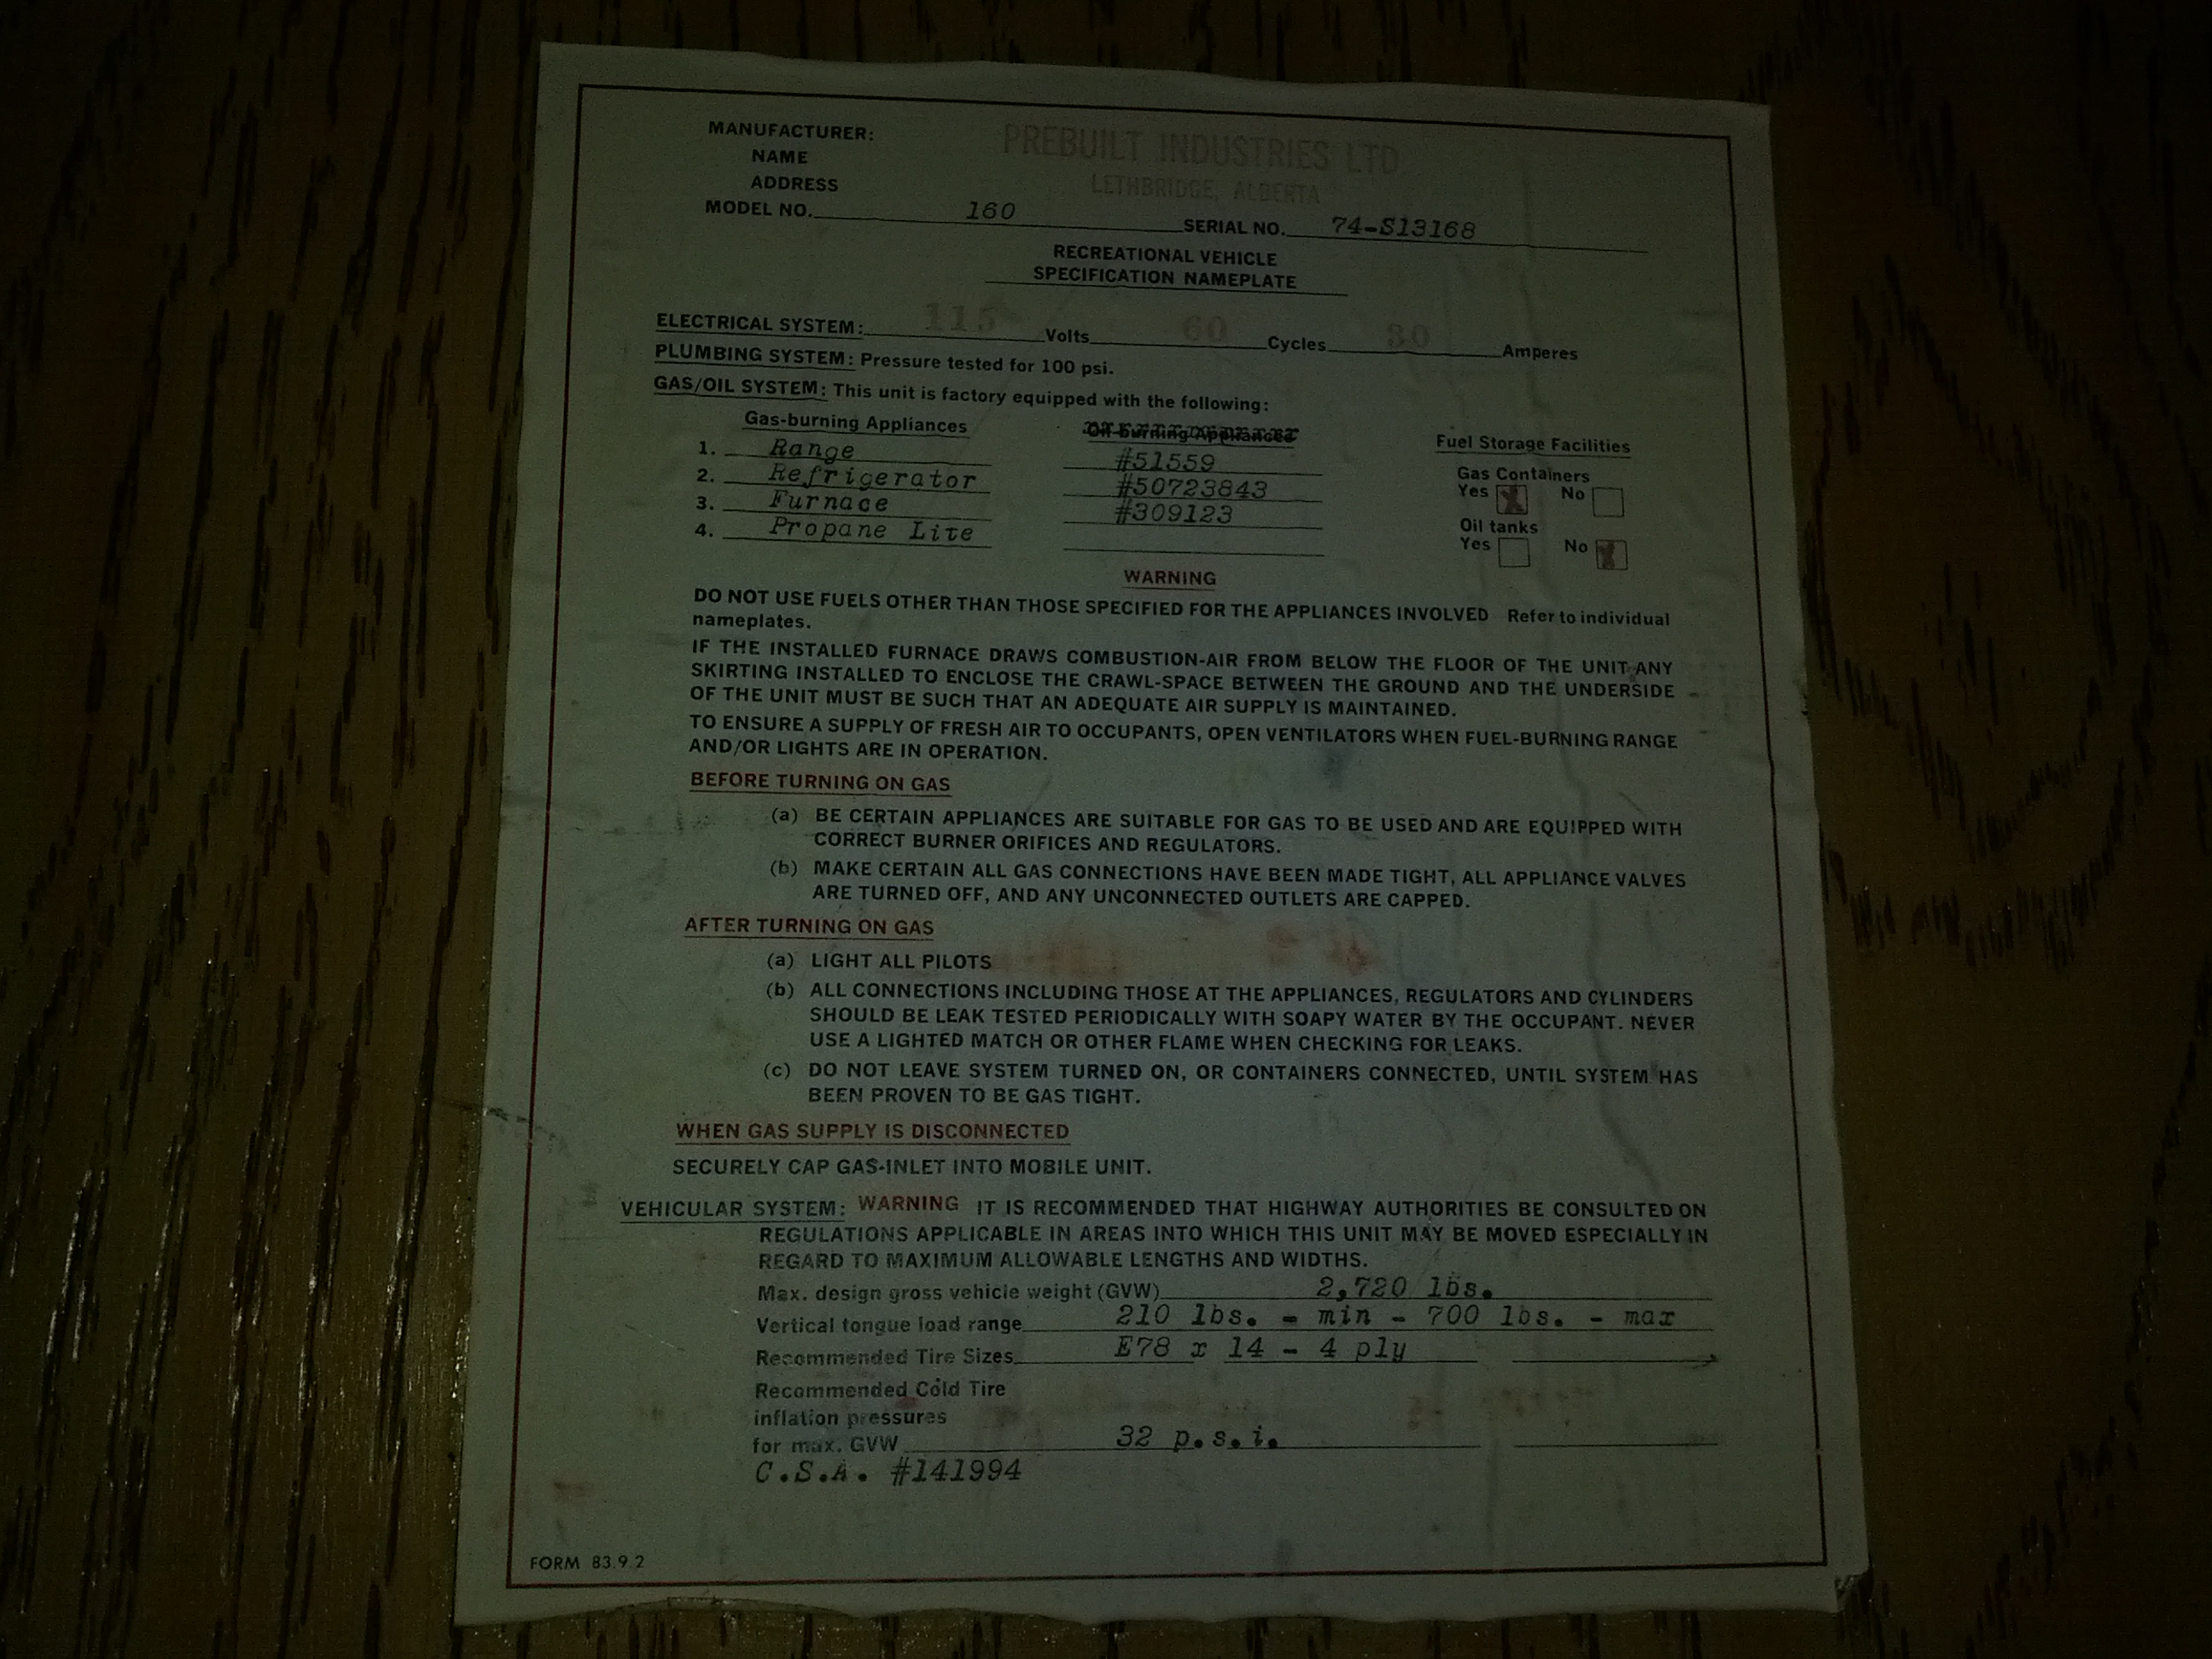 MANUFACTURER:
PREBUILT INDUSTRIES LTD
NAME
ADDRESS
LETHBRIDGE, ALBERTA
MODEL NO. 160 SERIAL NO. 74-S13168
RECREATIONAL VEHICLE
SPECIFICATION NAMEPLATE
ELECTRICAL SYSTEM: 115 Volts 60 Cycles 30 Amperes
PLUMBING SYSTEM: Pressure tested for 100 psi.
GAS/OIL SYSTEM: This unit is factory equipped with the following:
Gas-burning Appliances Oil-burning Appliances Fuel Storage Facilities
1. Range #51559
2. Refrigerator #50723843
3. Furnace #309123
4. Propane Lite
Gas Containers
Yes X No
Oil tanks
Yes No X
WARNING
DO NOT USE FUELS OTHER THAN THOSE SPECIFIED FOR THE APPLIANCES INVOLVED Refer to individual
nameplates.
IF THE INSTALLED FURNACE DRAWS COMBUSTION-AIR FROM BELOW THE FLOOR OF THE UNIT ANY
SKIRTING INSTALLED TO ENCLOSE THE CRAWL-SPACE BETWEEN THE GROUND AND THE UNDERSIDE
OF THE UNIT MUST BE SUCH THAT AN ADEQUATE AIR SUPPLY IS MAINTAINED.
TO ENSURE A SUPPLY OF FRESH AIR TO OCCUPANTS, OPEN VENTILATORS WHEN FUEL-BURNING RANGE
AND/OR LIGHTS ARE IN OPERATION.
BEFORE TURNING ON GAS
(a) BE CERTAIN APPLIANCES ARE SUITABLE FOR GAS TO BE USED AND ARE EQUIPPED WITH
CORRECT BURNER ORIFICES AND REGULATORS.
(b) MAKE CERTAIN ALL GAS CONNECTIONS HAVE BEEN MADE TIGHT, ALL APPLIANCE VALVES
ARE TURNED OFF, AND ANY UNCONNECTED OUTLETS ARE CAPPED.
AFTER TURNING ON GAS
(a) LIGHT ALL PILOTS
(b) ALL CONNECTIONS INCLUDING THOSE AT THE APPLIANCES, REGULATORS AND CYLINDERS
SHOULD BE LEAK TESTED PERIODICALLY WITH SOAPY WATER BY THE OCCUPANT. NEVER
USE A LIGHTED MATCH OR OTHER FLAME WHEN CHECKING FOR LEAKS.
(c) DO NOT LEAVE SYSTEM TURNED ON, OR CONTAINERS CONNECTED, UNTIL SYSTEM HAS
BEEN PROVEN TO BE GAS TIGHT.
WHEN GAS SUPPLY IS DISCONNECTED
SECURELY CAP GAS-INLET INTO MOBILE UNIT.
VEHICULAR SYSTEM: WARNING IT IS RECOMMENDED THAT HIGHWAY AUTHORITIES BE CONSULTED ON
REGULATIONS APPLICABLE IN AREAS INTO WHICH THIS UNIT MAY BE MOVED ESPECIALLY IN
REGARD TO MAXIMUM ALLOWABLE LENGTHS AND WIDTHS.
Max. design gross vehicle weight (GVW) 2,720 lbs.
Vertical tongue load range 210 lbs. - min - 700 lbs. - max
Recommended Tire Sizes E78 x 14 - 4 ply
Recommended Cold Tire
inflation pressures
for max. GVW 32 p.s.i.
C.S.A. #141994
FORM 83.9.2